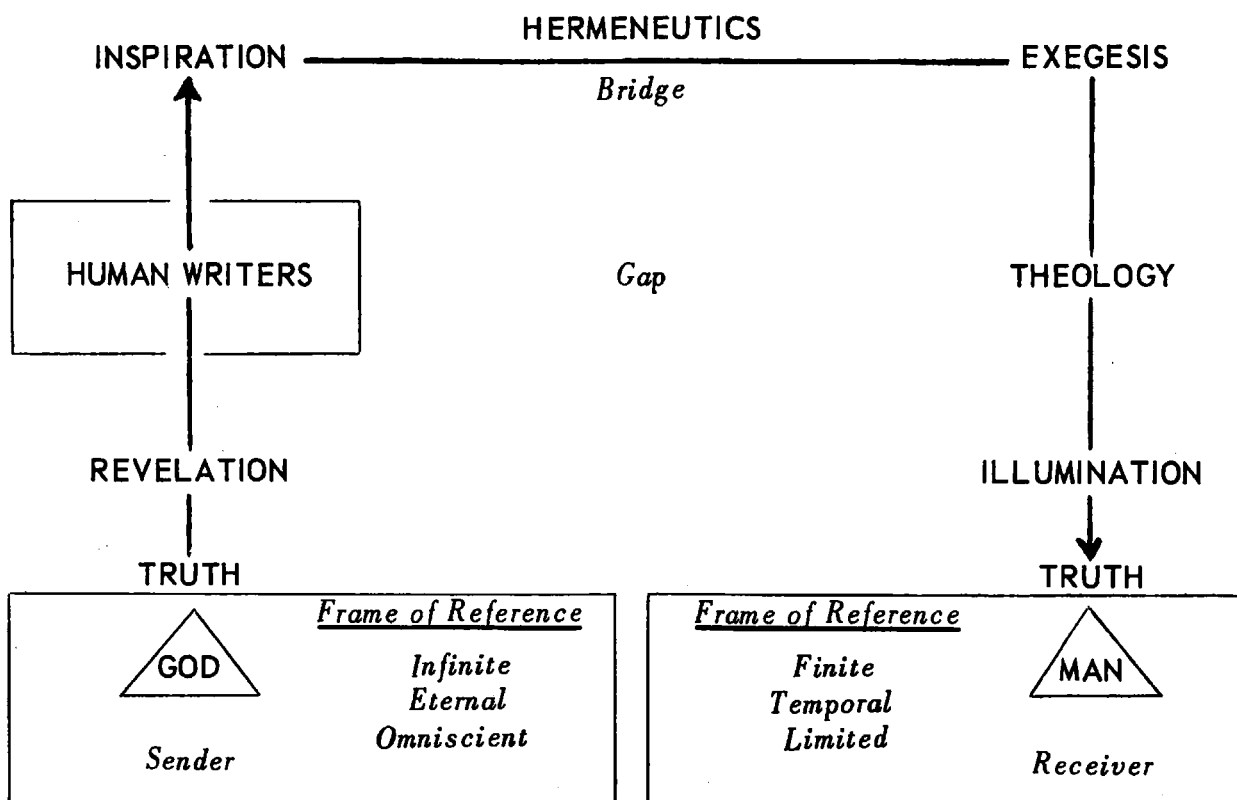 HERMENEUTICS
INSPIRATION
EXEGESIS
Bridge
HUMAN WRITERS
Gap
THEOLOGY
REVELATION
ILLUMINATION
TRUTH
TRUTH
GOD
Frame of Reference
Infinite
Eternal
Omniscient
Sender
Frame of Reference
Finite
Temporal
Limited
MAN
Receiver